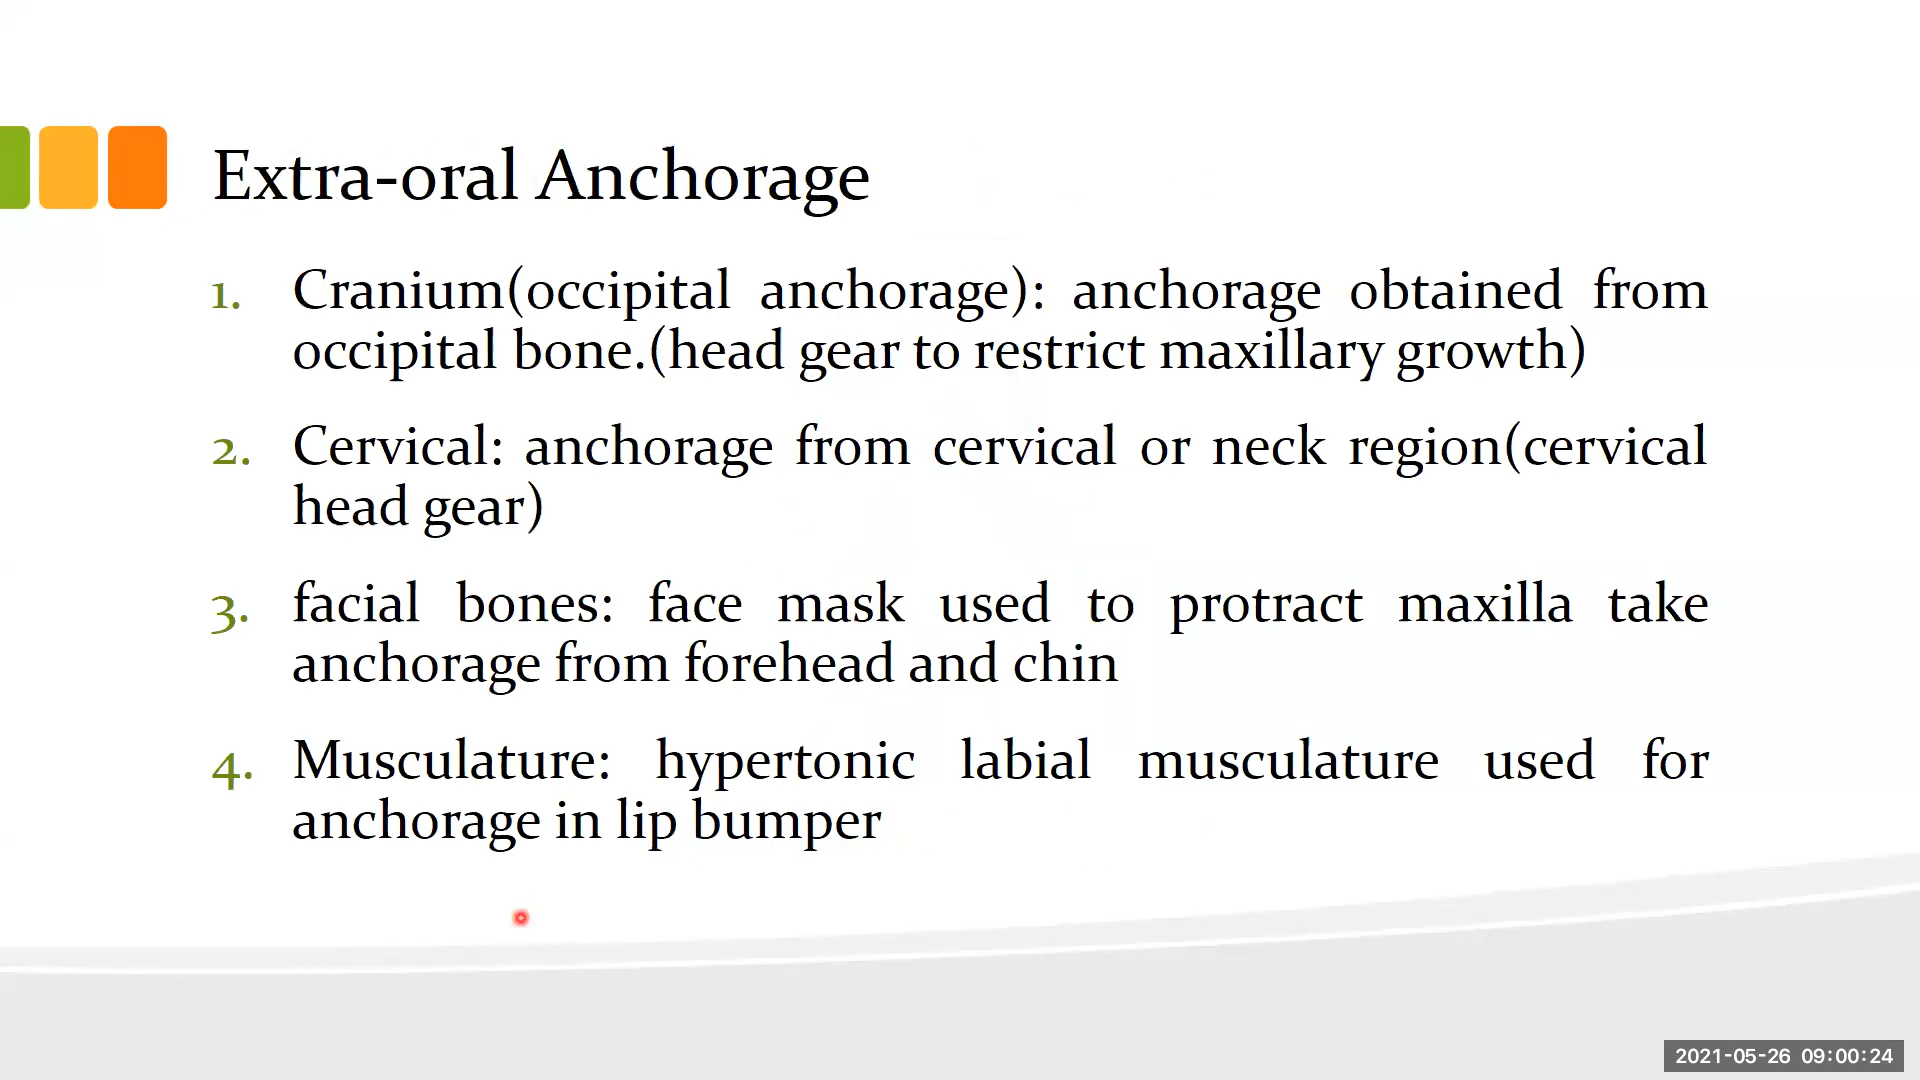 Extra-oral Anchorage
1. Cranium(occipital anchorage): anchorage obtained from
occipital bone.(head gear to restrict maxillary growth)
2. Cervical: anchorage from cervical or neck region(cervical
head gear)
3. facial bones: face mask used to protract maxilla take
anchorage from forehead and chin
4. Musculature: hypertonic labial musculature used for
anchorage in lip bumper
2021-05-26 09:00:24